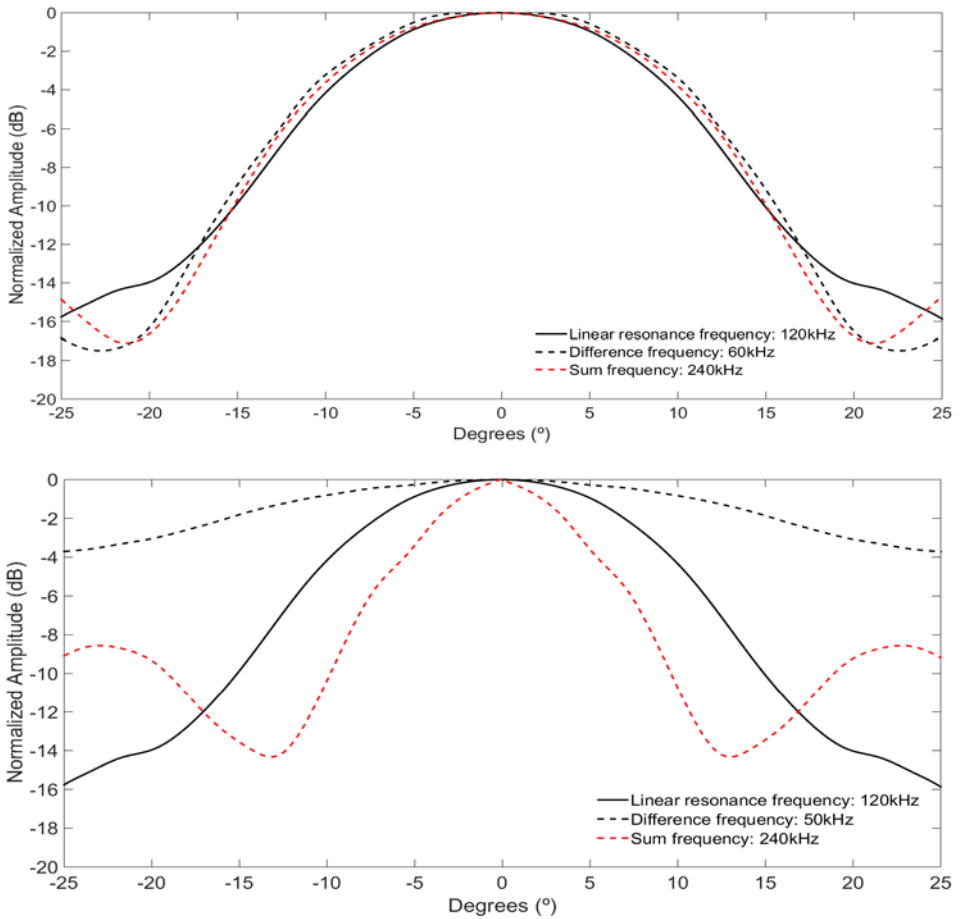 0
-2
-4
-6
-8
-10
-12
-14
-16
-18
-20
Normalized Amplitude (dB)
Linear resonance frequency: 120kHz
Difference frequency: 60kHz
Sum frequency: 240kHz
-25 -20 -15 -10 -5 0 5 10 15 20 25
Degrees (º)
0
-2
-4
-6
-8
-10
-12
-14
-16
-18
-20
Normalized Amplitude (dB)
Linear resonance frequency: 120kHz
Difference frequency: 50kHz
Sum frequency: 240kHz
-25 -20 -15 -10 -5 0 5 10 15 20 25
Degrees (º)